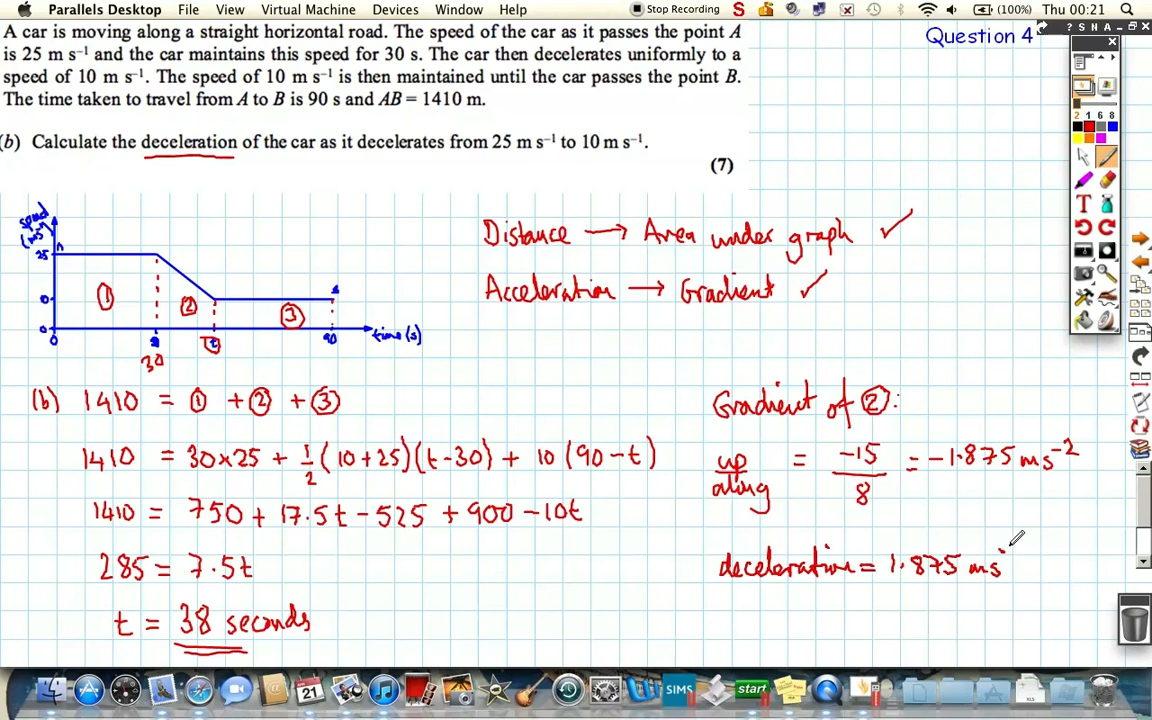 Parallels Desktop File View Virtual Machine Devices Window Help Stop Recording S (100%) Thu 00:21
A car is moving along a straight horizontal road. The speed of the car as it passes the point A
is 25 m s⁻¹ and the car maintains this speed for 30 s. The car then decelerates uniformly to a
speed of 10 m s⁻¹. The speed of 10 m s⁻¹ is then maintained until the car passes the point B.
The time taken to travel from A to B is 90 s and AB = 1410 m.
Question 4
? S N A
2 1 6 8
T
(b) Calculate the deceleration of the car as it decelerates from 25 m s⁻¹ to 10 m s⁻¹.
(7)
speed
25
① ② ③
0
0 t 90 time (s)
30
Distance → Area under graph ✓
Acceleration → Gradient ✓
(b) 1410 = ① + ② + ③
1410 = 30×25 + 1/2 (10+25)(t-30) + 10(90-t)
1410 = 750 + 17.5t - 525 + 900 - 10t
285 = 7.5t
t = 38 seconds
Gradient of ②:
up/along = -15/8 = -1.875 ms⁻²
deceleration = 1.875 ms
21 SIMS start